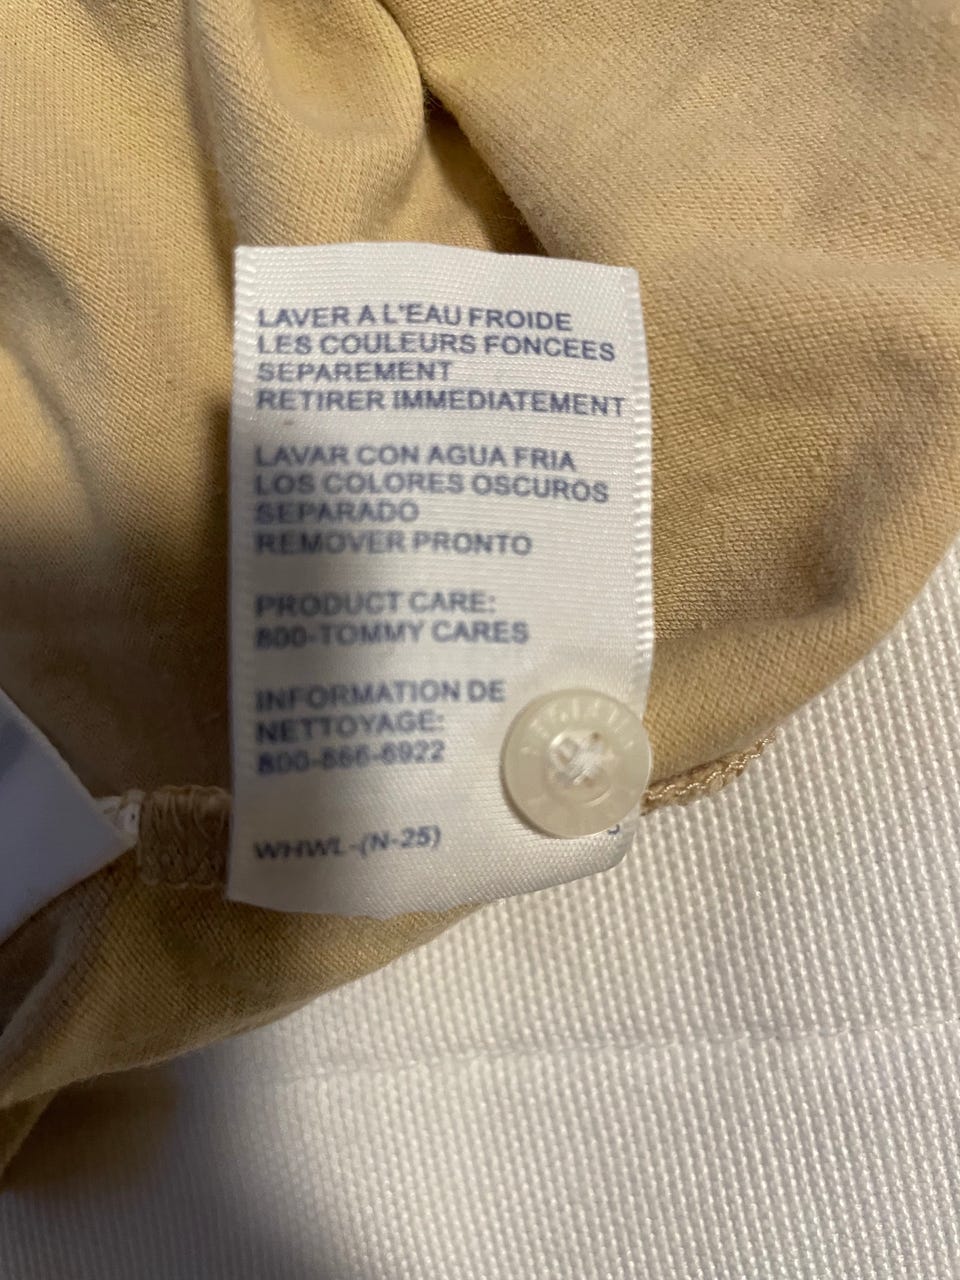 LAVER A L'EAU FROIDE
LES COULEURS FONCEES
SEPAREMENT
RETIRER IMMEDIATEMENT
LAVAR CON AGUA FRIA
LOS COLORES OSCUROS
SEPARADO
REMOVER PRONTO
PRODUCT CARE:
800-TOMMY CARES
INFORMATION DE
NETTOYAGE:
800-866-6922
WHWL-(N-25)